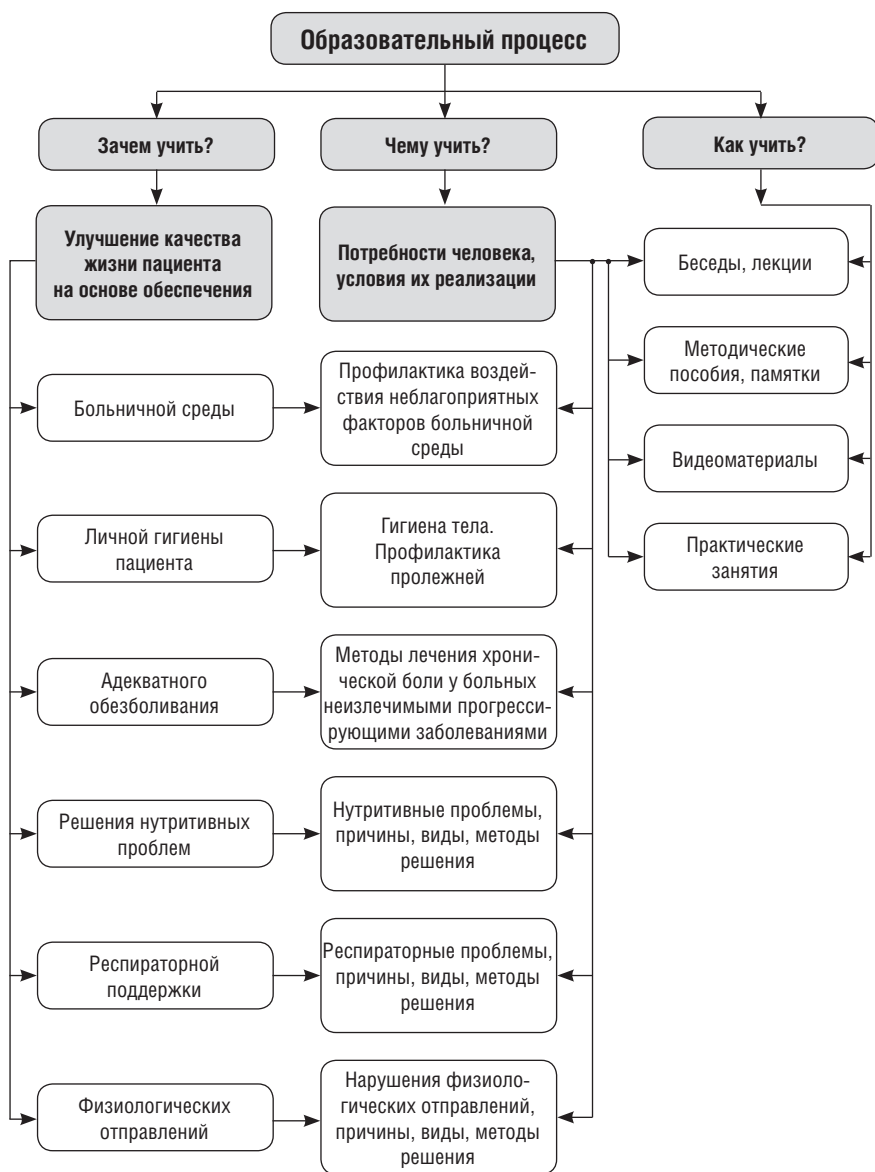 Образовательный процесс
Зачем учить?
Чему учить?
Как учить?
Улучшение качества
жизни пациента
на основе обеспечения
Потребности человека,
условия их реализации
Беседы, лекции
Методические
пособия, памятки
Видеоматериалы
Практические
занятия
Больничной среды
Профилактика воздей-
ствия неблагоприятных
факторов больничной
среды
Личной гигиены
пациента
Гигиена тела.
Профилактика
пролежней
Адекватного
обезболивания
Методы лечения хрони-
ческой боли у больных
неизлечимыми прогресси-
рующими заболеваниями
Решения нутритивных
проблем
Нутритивные проблемы,
причины, виды, методы
решения
Респираторной
поддержки
Респираторные проблемы,
причины, виды, методы
решения
Физиологических
отправлений
Нарушения физиоло-
гических отправлений,
причины, виды, методы
решения